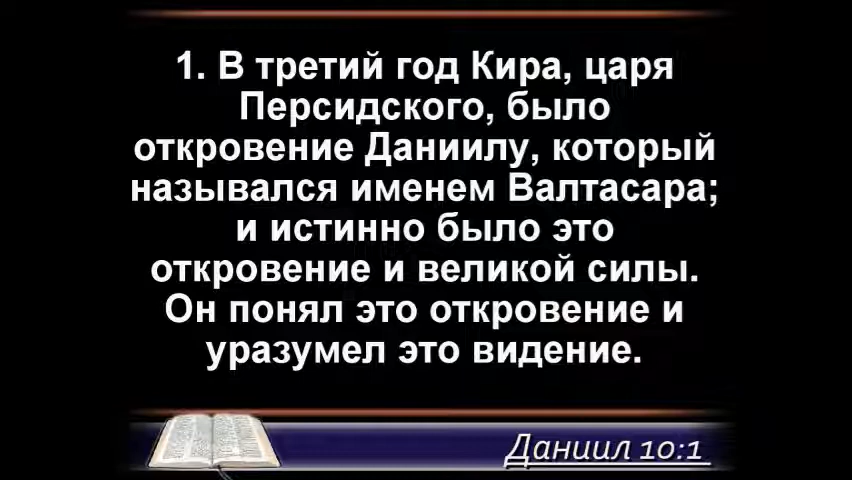 1. В третий год Кира, царя
Персидского, было
откровение Даниилу, который
назывался именем Валтасара;
и истинно было это
откровение и великой силы.
Он понял это откровение и
уразумел это видение.
Даниил 10:1